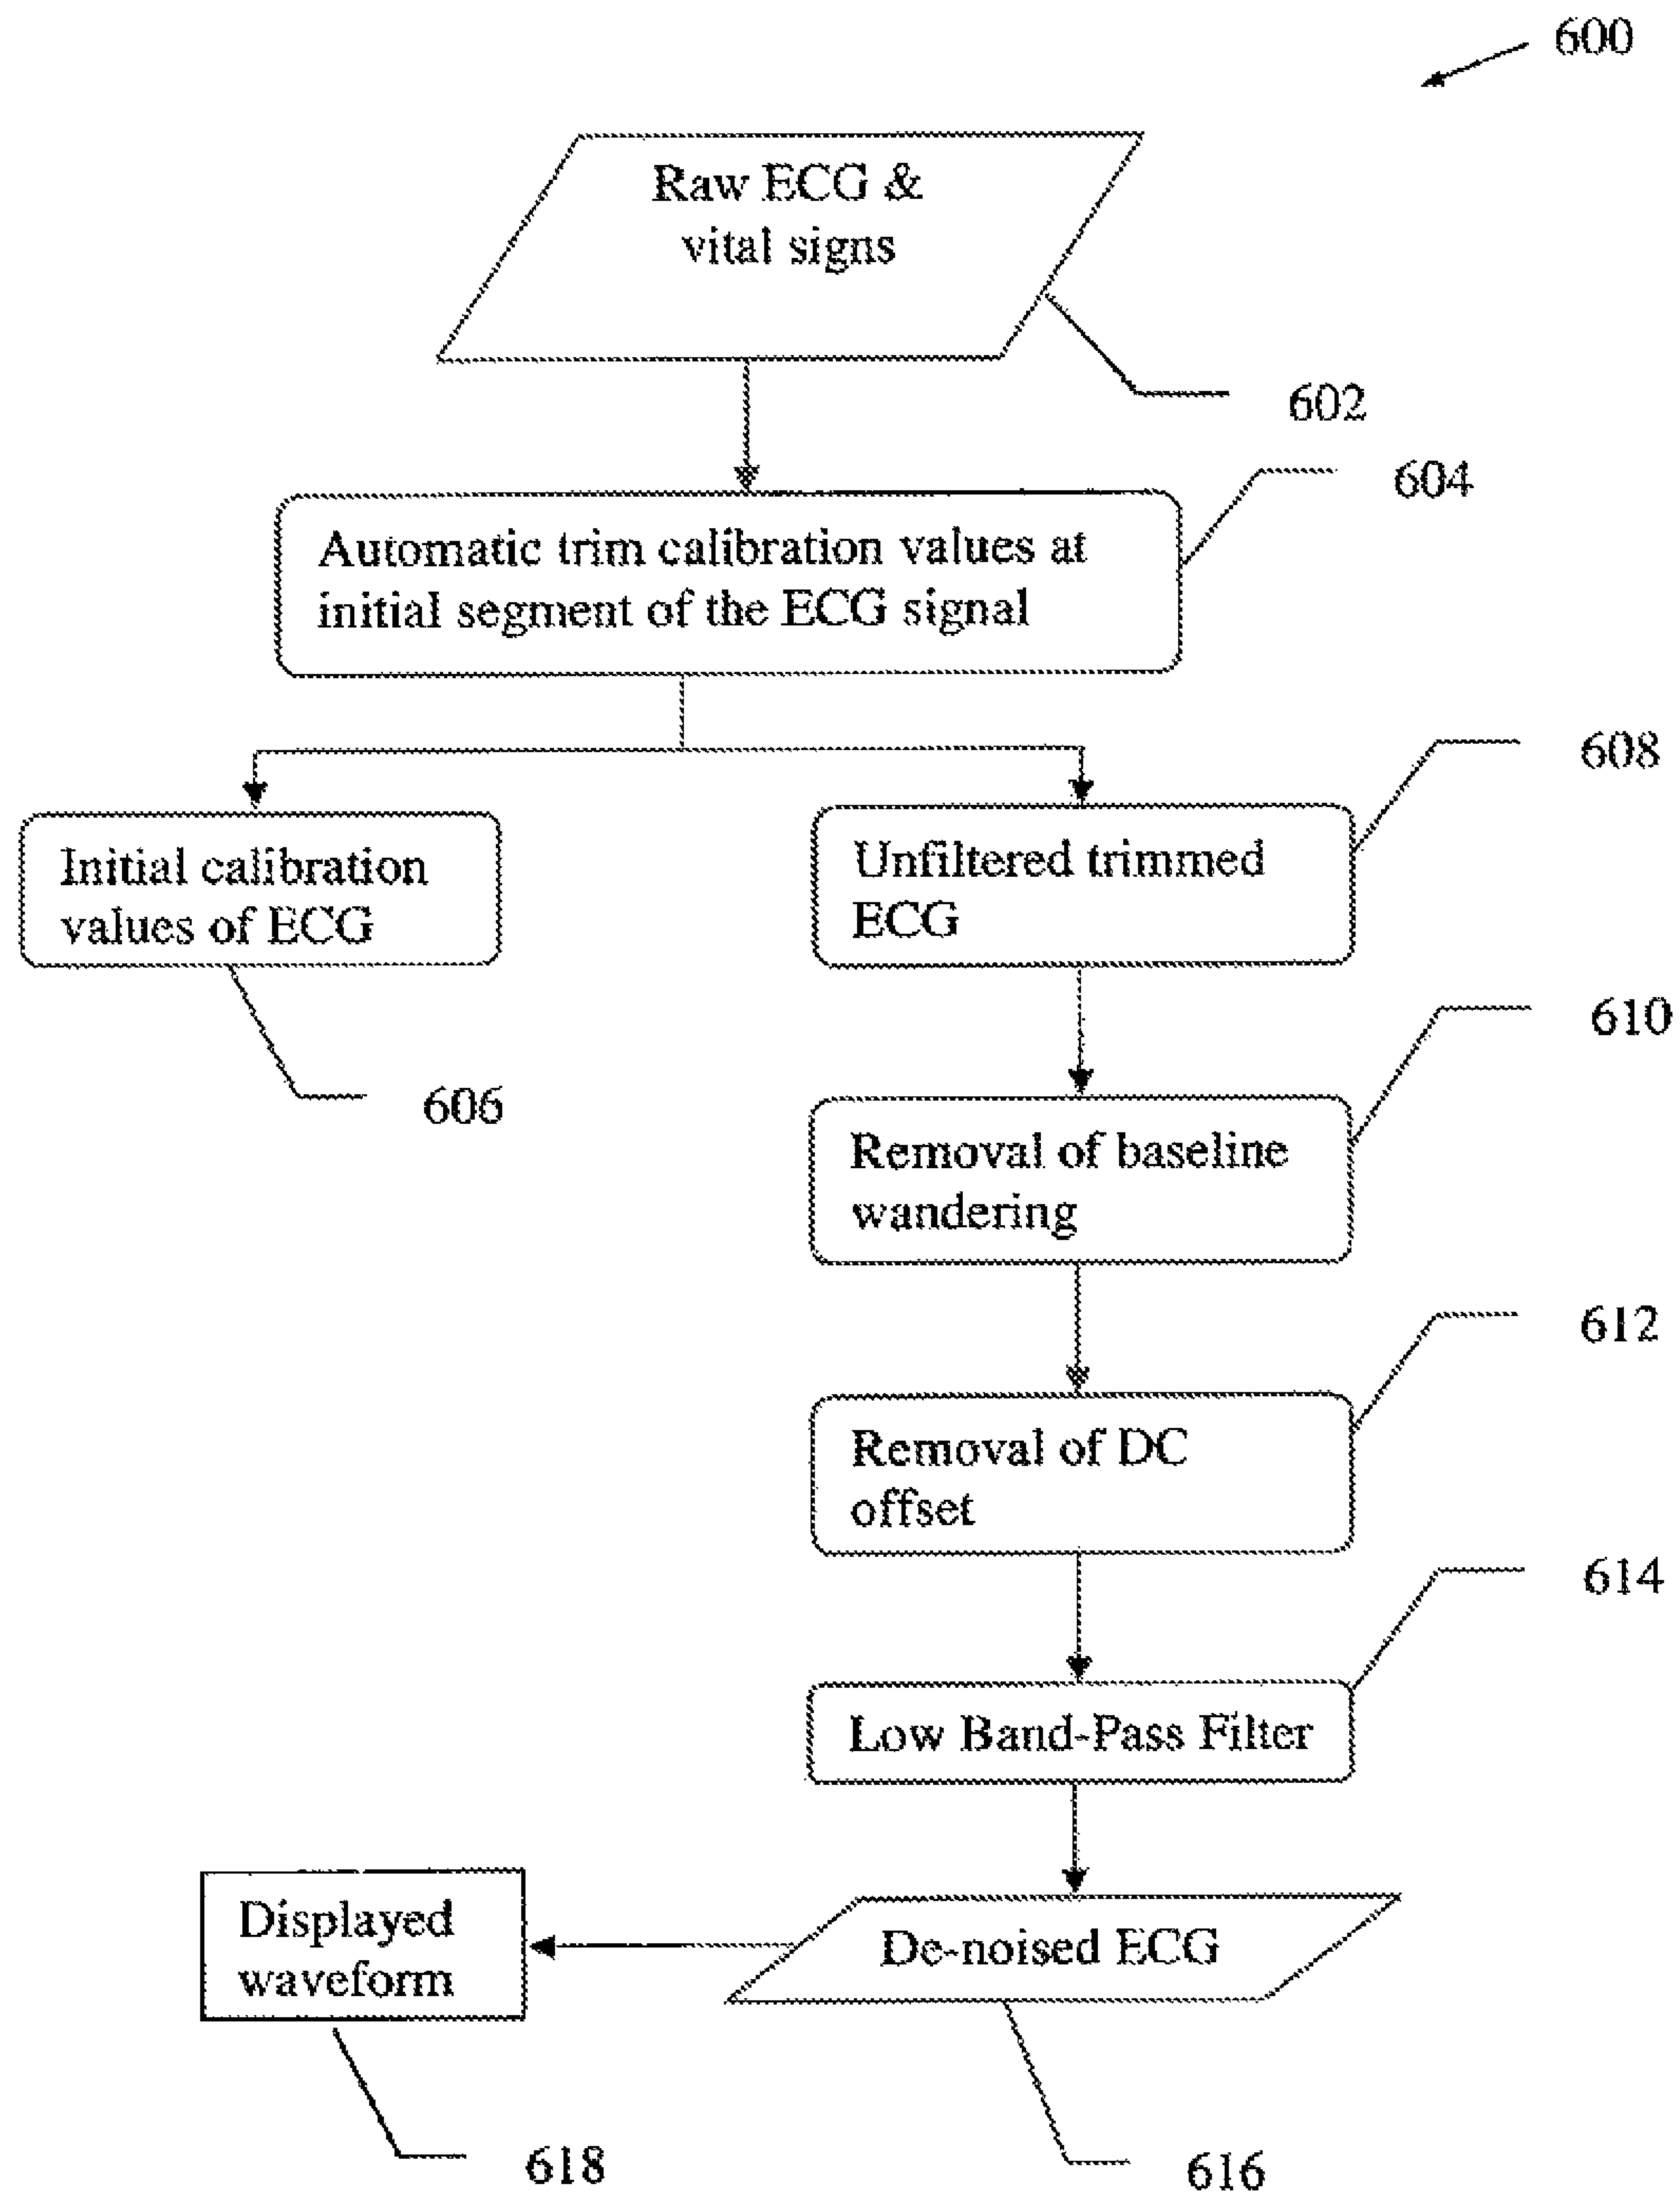 600
Raw ECG &
vital signs
602
604
Automatic trim calibration values at
initial segment of the ECG signal
608
Initial calibration
values of ECG
606
Unfiltered trimmed
ECG
610
Removal of baseline
wandering
612
Removal of DC
offset
614
Low Band-Pass Filter
De-noised ECG
Displayed
waveform
618
616